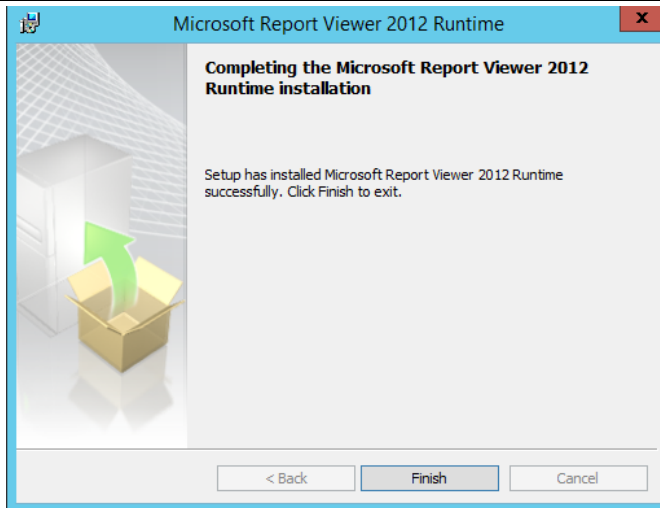 Microsoft Report Viewer 2012 Runtime
x
Completing the Microsoft Report Viewer 2012
Runtime installation
Setup has installed Microsoft Report Viewer 2012 Runtime
successfully. Click Finish to exit.
< Back Finish Cancel